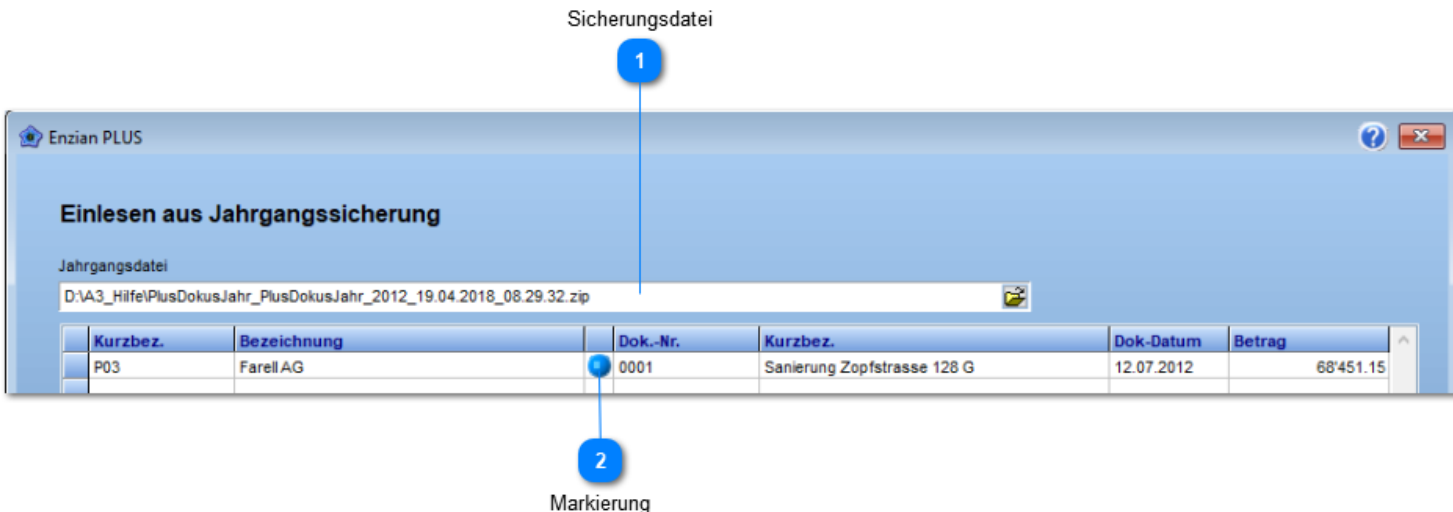 Sicherungsdatei
1
Enzian PLUS
?
Einlesen aus Jahrgangssicherung
Jahrgangsdatei
D:\A3_Hilfe\PlusDokusJahr_PlusDokusJahr_2012_19.04.2018_08.29.32.zip
Kurzbez. Bezeichnung Dok.-Nr. Kurzbez. Dok-Datum Betrag
P03 Farell AG 0001 Sanierung Zopfstrasse 128 G 12.07.2012 68'451.15
2
Markierung